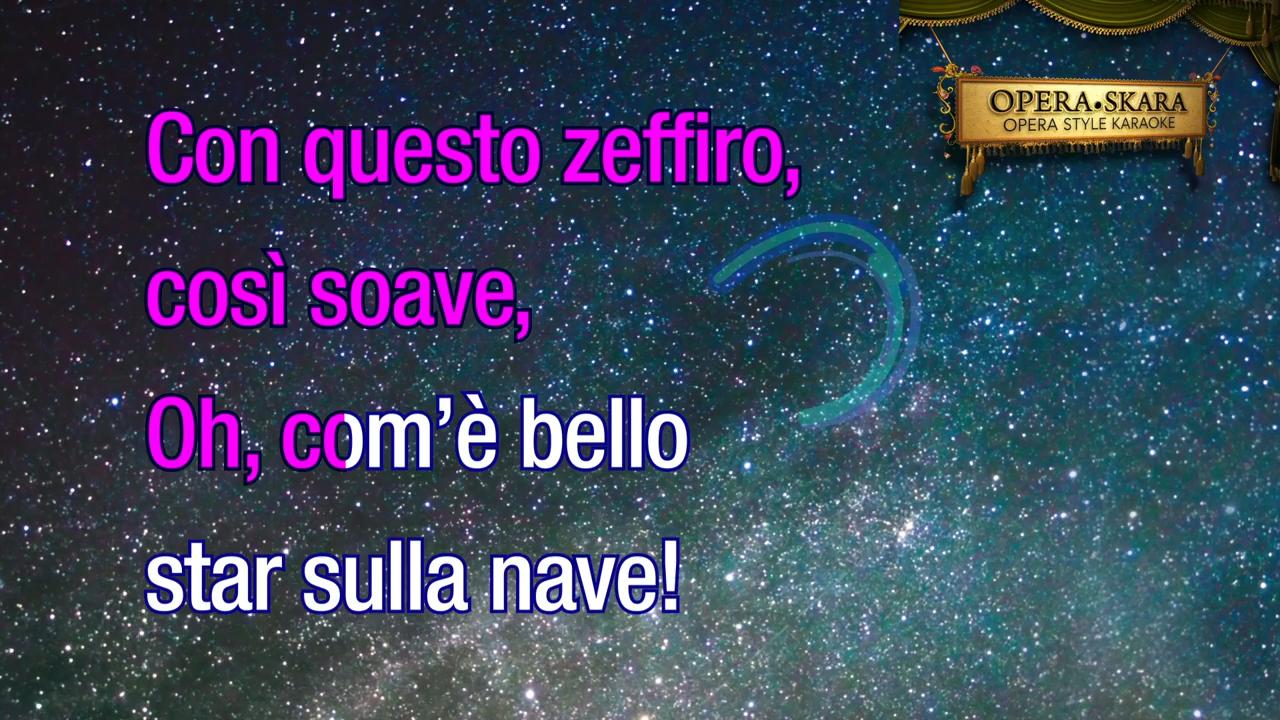 OPERA•SKARA
OPERA STYLE KARAOKE
Con questo zeffiro,
così soave,
Oh, com’è bello
star sulla nave!